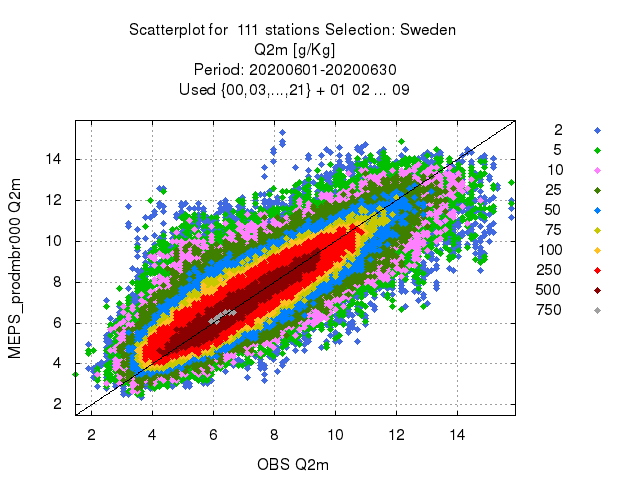 Scatterplot for 111 stations Selection: Sweden
Q2m [g/Kg]
Period: 20200601-20200630
Used {00,03,...,21} + 01 02 ... 09
MEPS_prodmbr000 Q2m
14
12
10
8
6
4
2
2 4 6 8 10 12 14
OBS Q2m
2
5
10
25
50
75
100
250
500
750